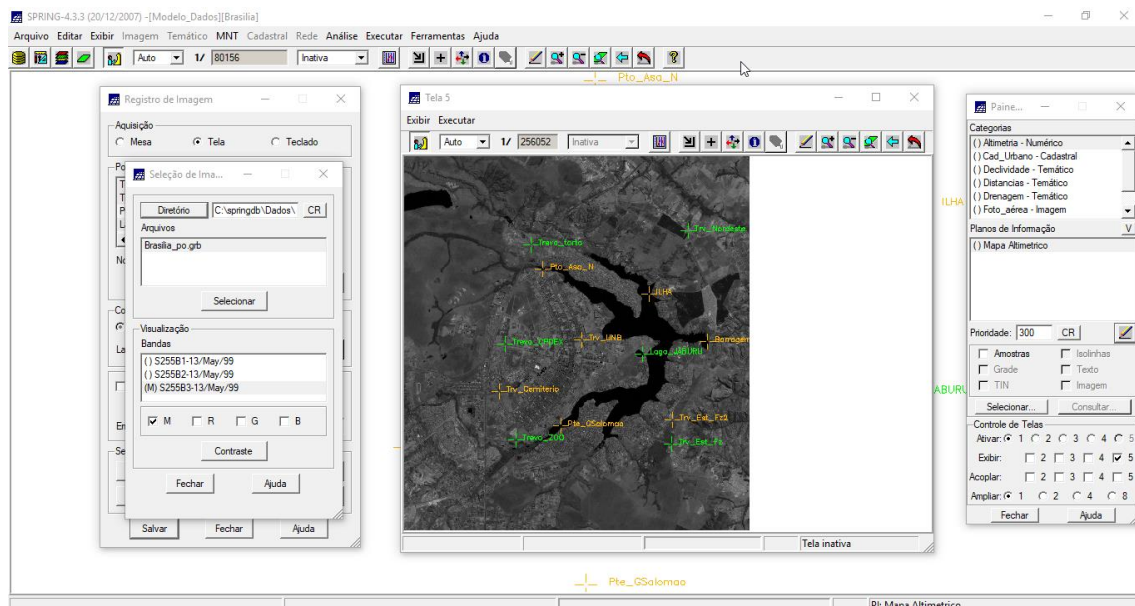 SPRING-4.3.3 (20/12/2007) -[Modelo_Dados][Brasilia]
Arquivo Editar Exibir Imagem Temático MNT Cadastral Rede Análise Executar Ferramentas Ajuda
Auto 1/ 80156 Inativa
Pto_Asa_N
Registro de Imagem
Aquisição
Mesa Tela Teclado
Seleção de Ima...
Diretório C:\springdb\Dados\ CR
Arquivos
Brasilia_po.grb
Selecionar
Visualização
Bandas
( ) S255B1-13/May/99
( ) S255B2-13/May/99
(M) S255B3-13/May/99
M R G B
Contraste
Fechar Ajuda
Salvar Fechar Ajuda
Tela 5
Exibir Executar
Auto 1/ 256052 Inativa
Trv_Nordeste
Trevo_torto
Pto_Asa_N
ILHA
Trevo_CRDEX
Trv_UNB
Barragem
Lago_JABURU
Trv_Cemiterio
Pte_GSalomao
Trv_Est_Fz2
Trevo_ZOO
Trv_Est_Fz
Tela inativa
ILHA
ABURU
Pte_GSalomao
Paine...
Categorias
( ) Altimetria - Numérico
( ) Cad_Urbano - Cadastral
( ) Declividade - Temático
( ) Distancias - Temático
( ) Drenagem - Temático
( ) Foto_aérea - Imagem
Planos de Informação V
( ) Mapa Altimetrico
Prioridade: 300 CR
Amostras Isolinhas
Grade Texto
TIN Imagem
Selecionar... Consultar...
Controle de Telas
Ativar: 1 2 3 4 5
Exibir: 2 3 4 5
Acoplar: 2 3 4 5
Ampliar: 1 2 4 8
Fechar Ajuda
PI: Mapa Altimetrico